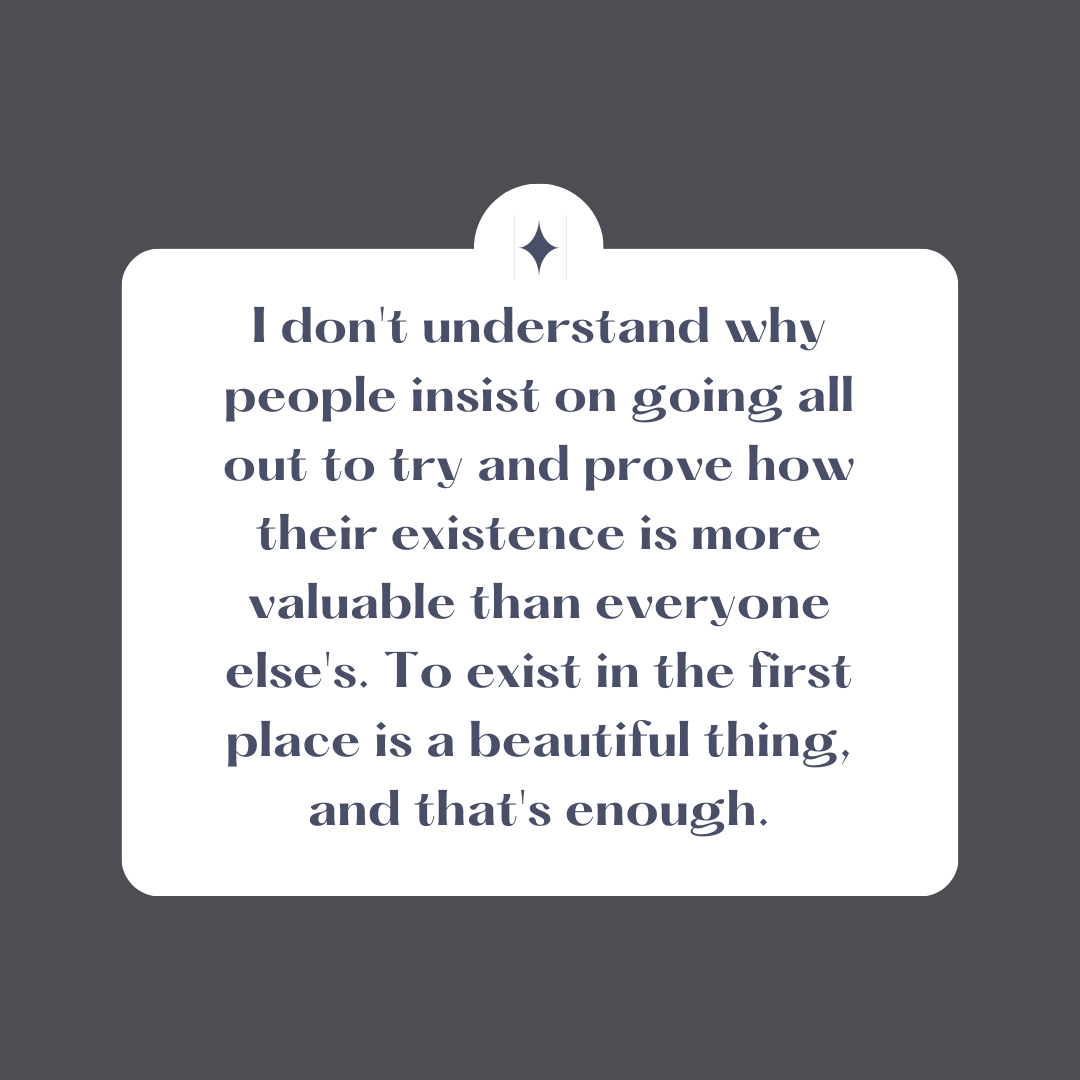 I don't understand why
people insist on going all
out to try and prove how
their existence is more
valuable than everyone
else's. To exist in the first
place is a beautiful thing,
and that's enough.